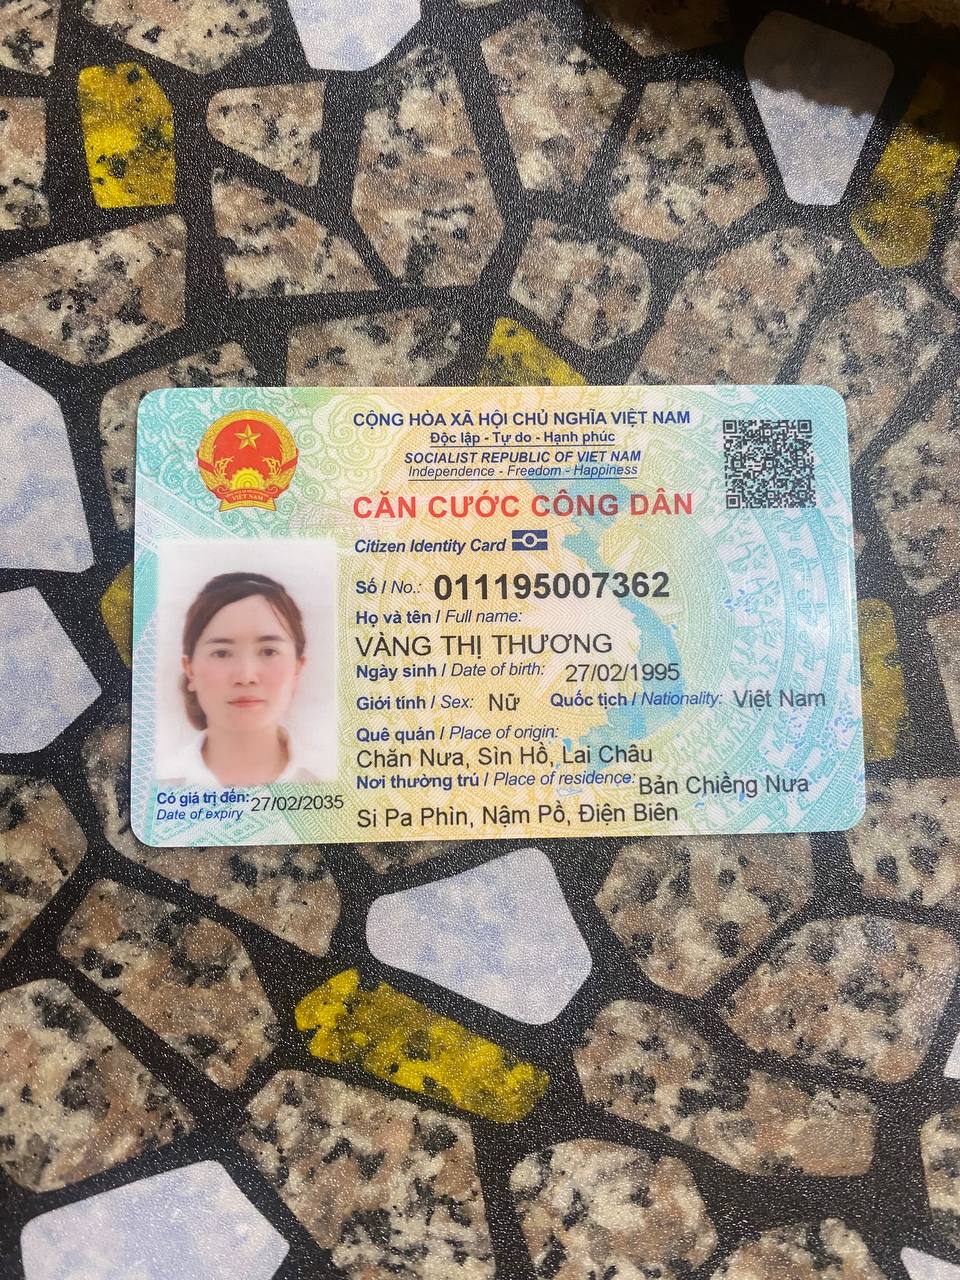 CỘNG HÒA XÃ HỘI CHỦ NGHĨA VIỆT NAM
Độc lập - Tự do - Hạnh phúc
SOCIALIST REPUBLIC OF VIET NAM
Independence - Freedom - Happiness
CĂN CƯỚC CÔNG DÂN
Citizen Identity Card
Số / No.: 011195007362
Họ và tên / Full name:
VÀNG THỊ THƯƠNG
Ngày sinh / Date of birth: 27/02/1995
Giới tính / Sex: Nữ Quốc tịch / Nationality: Việt Nam
Quê quán / Place of origin:
Chăn Nưa, Sìn Hồ, Lai Châu
Nơi thường trú / Place of residence: Bản Chiềng Nưa
Si Pa Phìn, Nậm Pồ, Điện Biên
Có giá trị đến: 27/02/2035
Date of expiry
VIỆT NAM